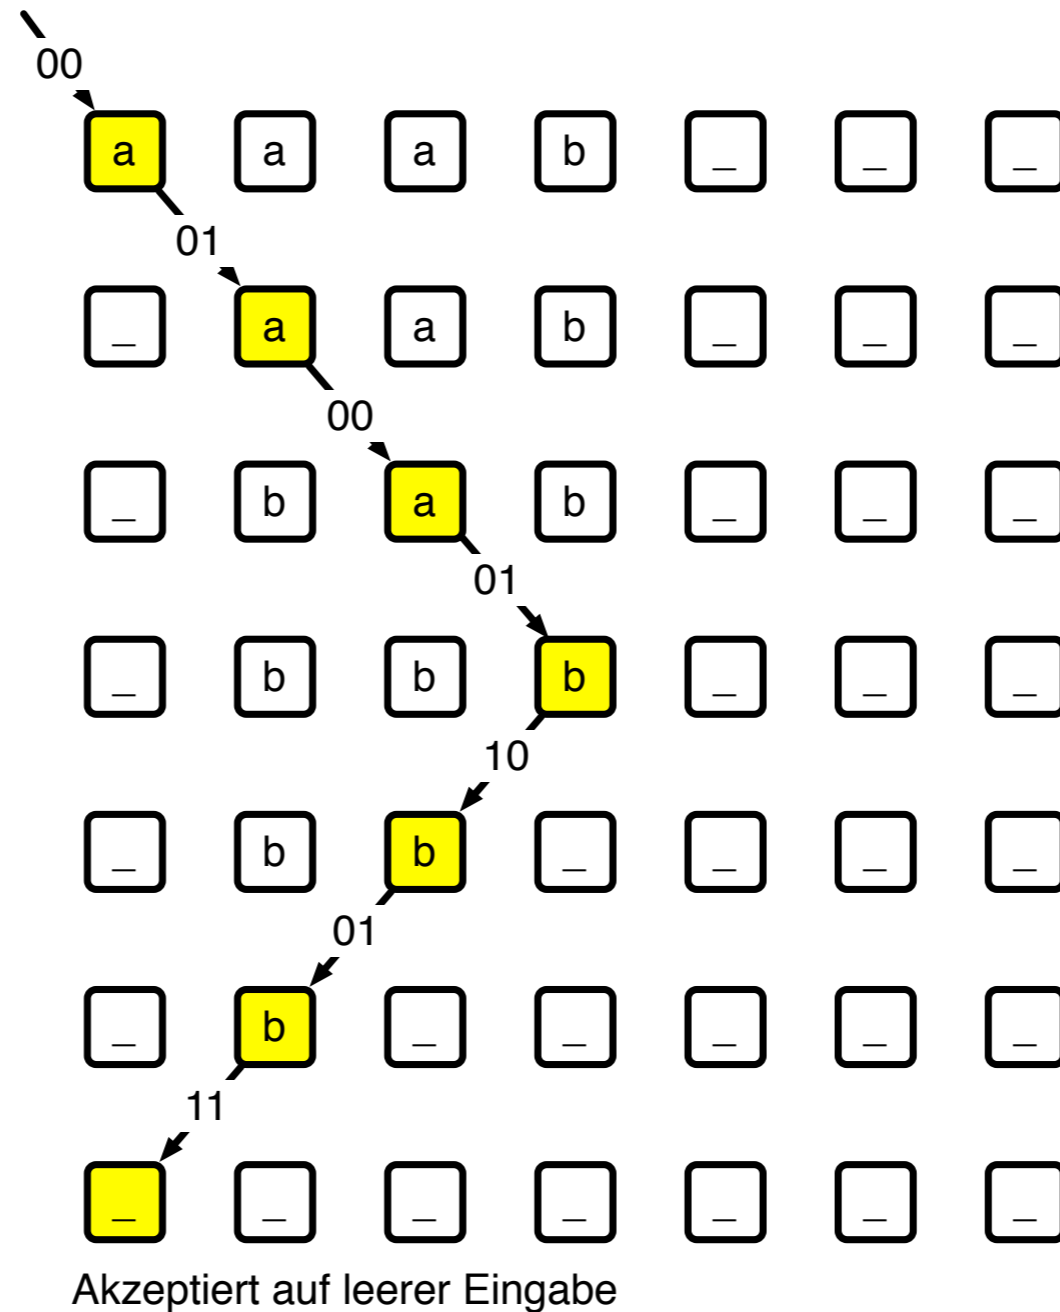 00
a a a b _ _ _
01
_ a a b _ _ _
00
_ b a b _ _ _
01
_ b b b _ _ _
10
_ b b _ _ _ _
01
_ b _ _ _ _ _
11
_ _ _ _ _ _ _
Akzeptiert auf leerer Eingabe